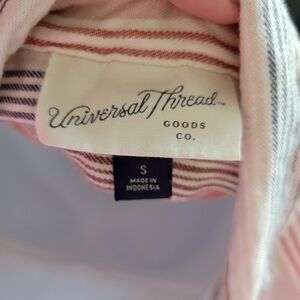 Universal Thread™
GOODS
CO.
S
MADE IN
INDONESIA